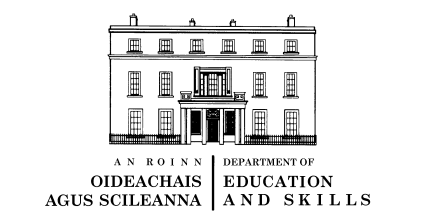 AN ROINN
OIDEACHAIS
AGUS SCILEANNA
DEPARTMENT OF
EDUCATION
AND SKILLS